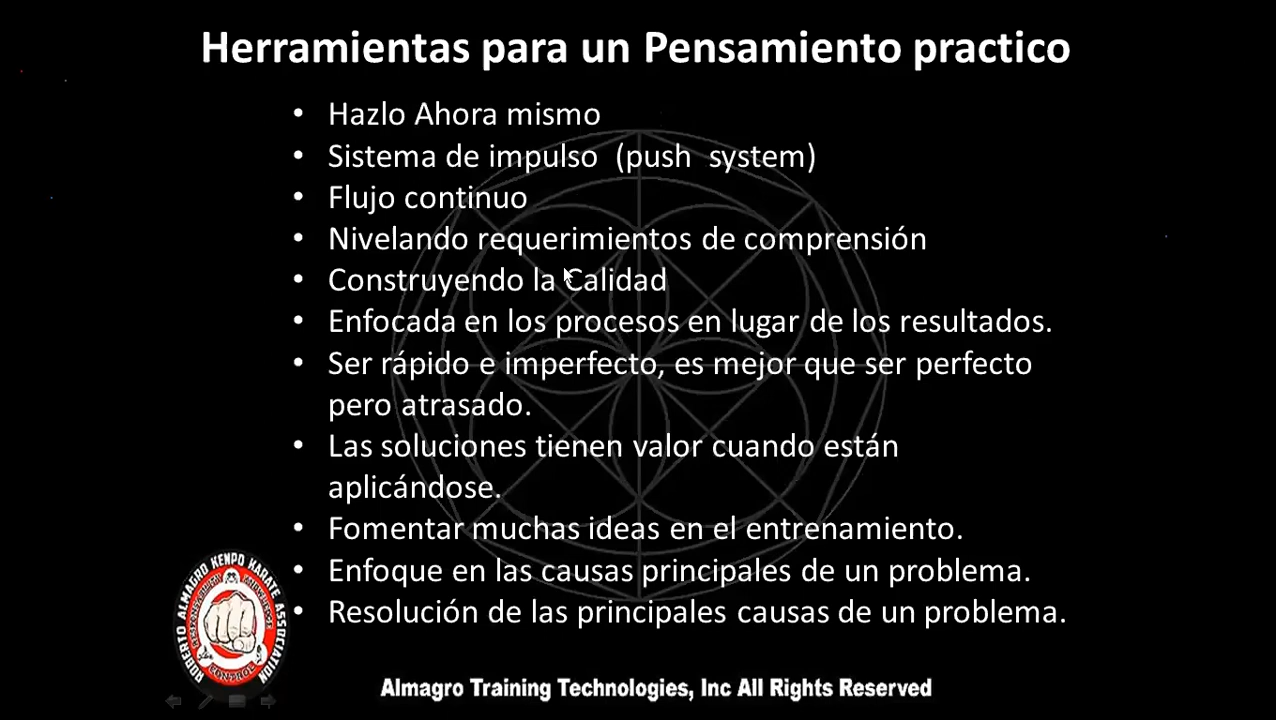 Herramientas para un Pensamiento practico
• Hazlo Ahora mismo
• Sistema de impulso (push system)
• Flujo continuo
• Nivelando requerimientos de comprensión
• Construyendo la Calidad
• Enfocada en los procesos en lugar de los resultados.
• Ser rápido e imperfecto, es mejor que ser perfecto
pero atrasado.
• Las soluciones tienen valor cuando están
aplicándose.
• Fomentar muchas ideas en el entrenamiento.
• Enfoque en las causas principales de un problema.
• Resolución de las principales causas de un problema.
ROBERTO ALMAGRO KENPO KARATE ASSOCIATION
CONTROL
Almagro Training Technologies, Inc All Rights Reserved